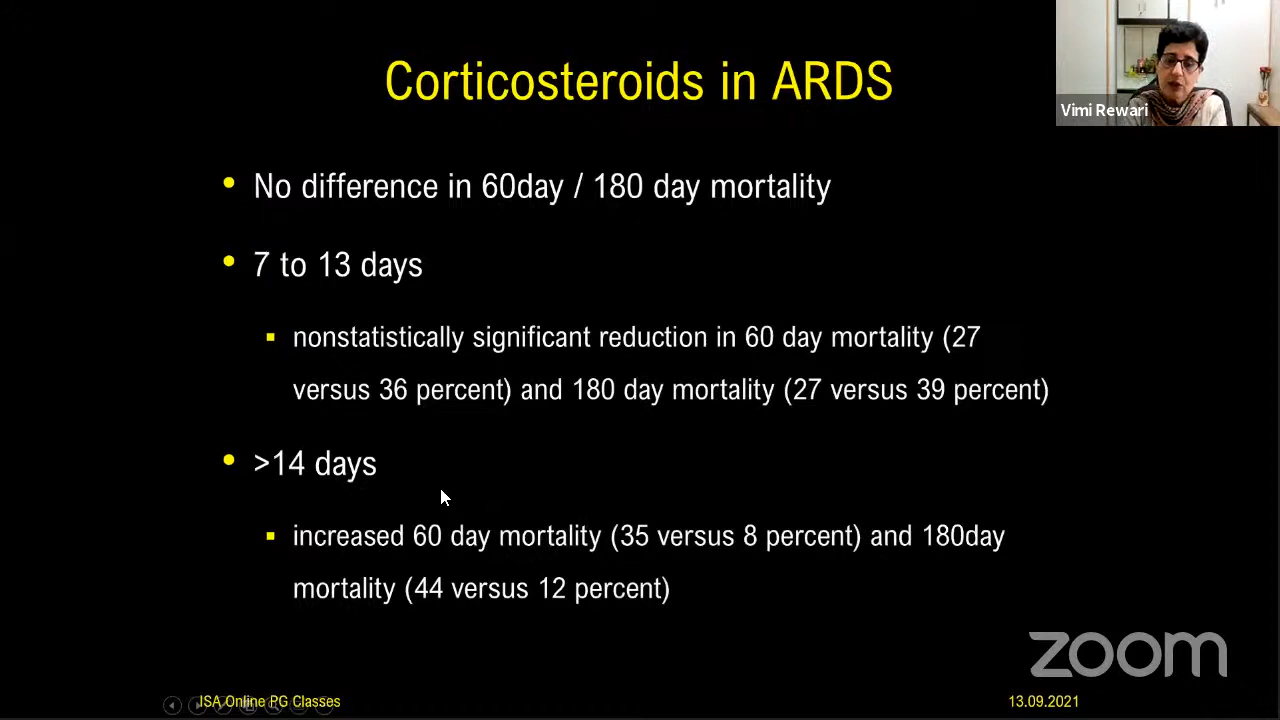 Corticosteroids in ARDS
Vimi Rewari
• No difference in 60day / 180 day mortality
• 7 to 13 days
▪ nonstatistically significant reduction in 60 day mortality (27
versus 36 percent) and 180 day mortality (27 versus 39 percent)
• >14 days
▪ increased 60 day mortality (35 versus 8 percent) and 180day
mortality (44 versus 12 percent)
zoom
ISA Online PG Classes
13.09.2021